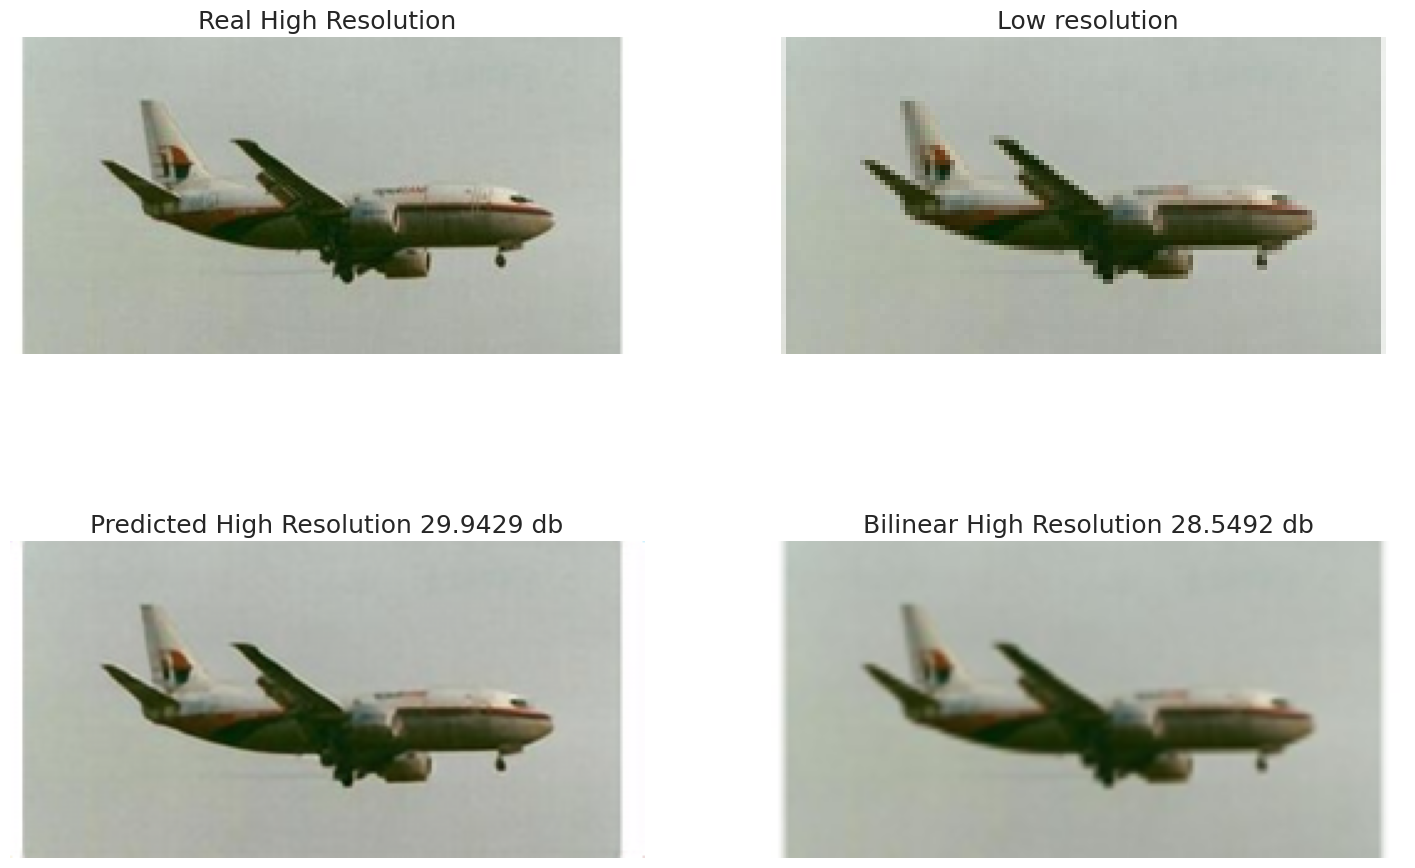 Real High Resolution
Low resolution
Predicted High Resolution 29.9429 db
Bilinear High Resolution 28.5492 db